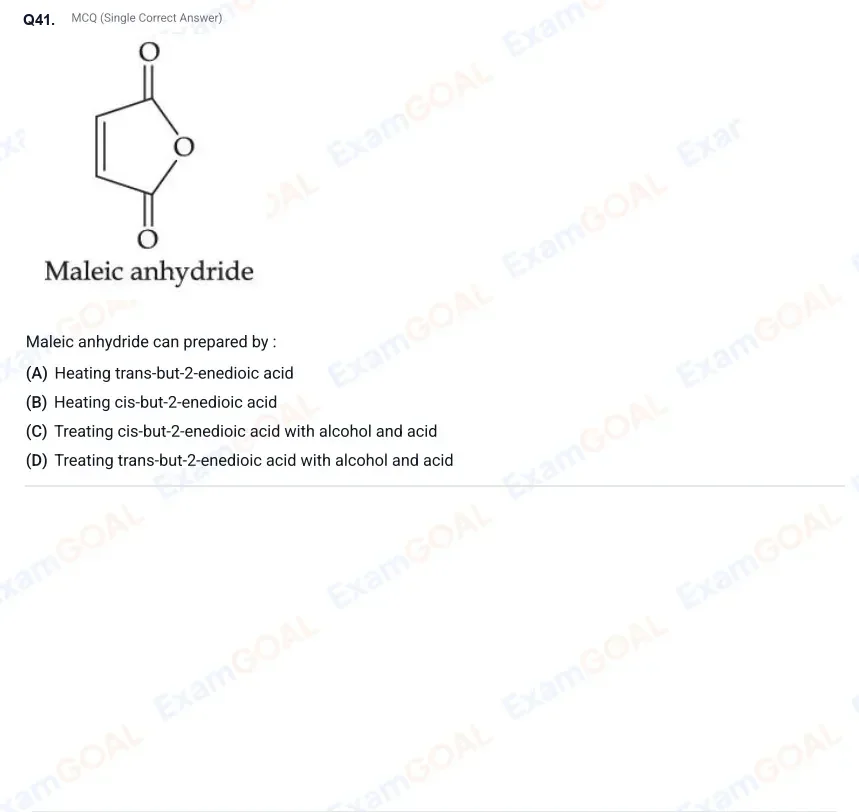 Q41. MCQ (Single Correct Answer)
O
O
O
Maleic anhydride
Maleic anhydride can prepared by :
(A) Heating trans-but-2-enedioic acid
(B) Heating cis-but-2-enedioic acid
(C) Treating cis-but-2-enedioic acid with alcohol and acid
(D) Treating trans-but-2-enedioic acid with alcohol and acid
ExamGOAL